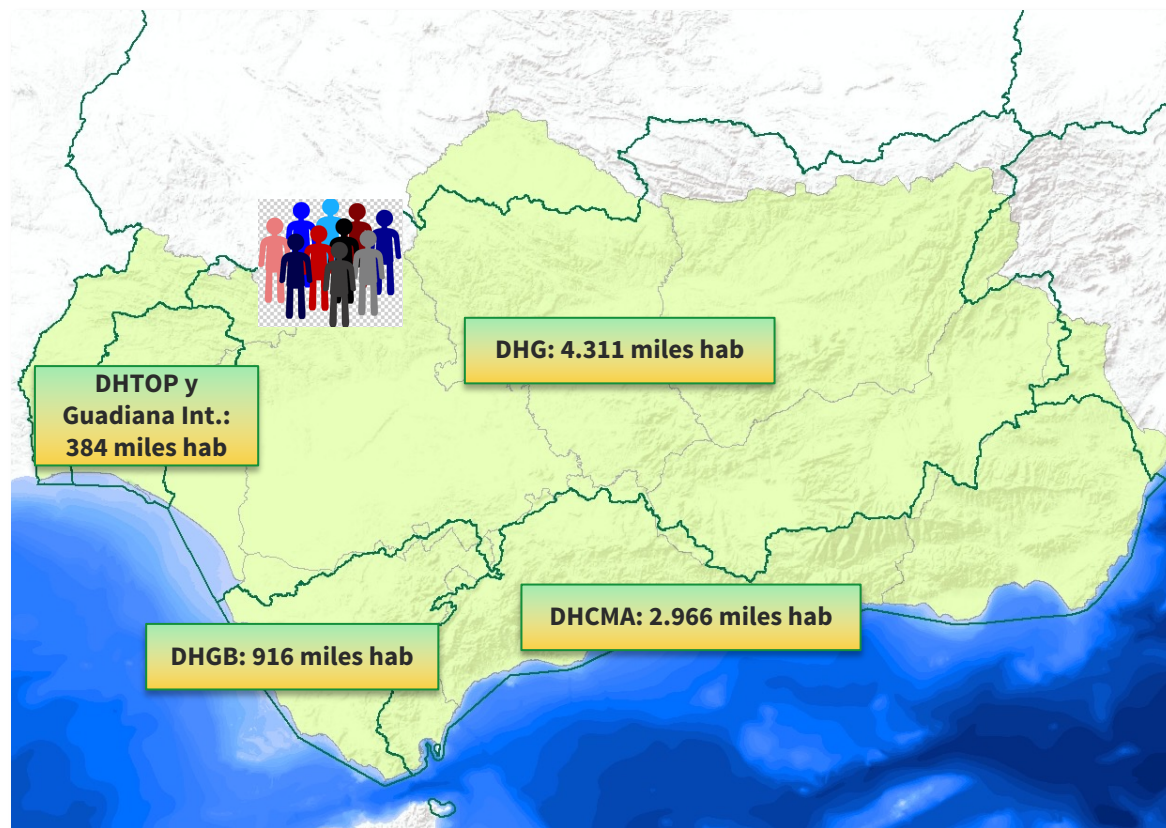 DHG: 4.311 miles hab
DHTOP y
Guadiana Int.:
384 miles hab
DHCMA: 2.966 miles hab
DHGB: 916 miles hab